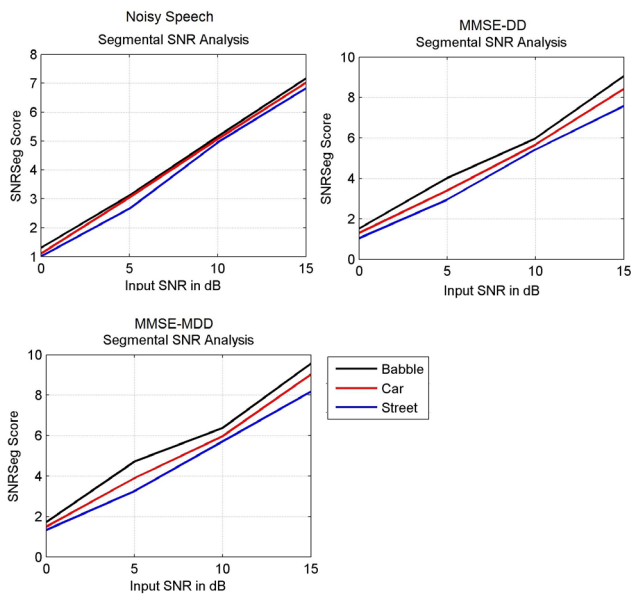 Noisy Speech
Segmental SNR Analysis
8
7
6
5
4
3
2
1
0
5
10
15
SNRSeg Score
Input SNR in dB
MMSE-DD
Segmental SNR Analysis
10
8
6
4
2
0
0
5
10
15
SNRSeg Score
Input SNR in dB
MMSE-MDD
Segmental SNR Analysis
10
8
6
4
2
0
0
5
10
15
SNRSeg Score
Input SNR in dB
Babble
Car
Street